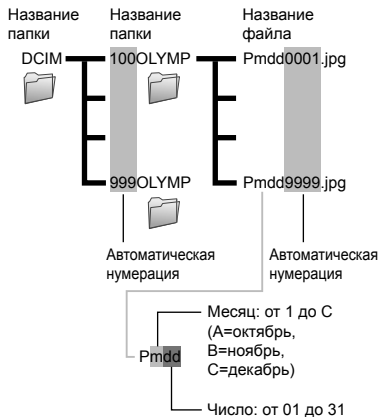 Название папки
Название папки
Название файла
DCIM
100OLYMP
Pmdd0001.jpg
999OLYMP
Pmdd9999.jpg
Автоматическая
нумерация
Автоматическая
нумерация
Месяц: от 1 до C
(A=октябрь,
B=ноябрь,
C=декабрь)
Pmdd
Число: от 01 до 31